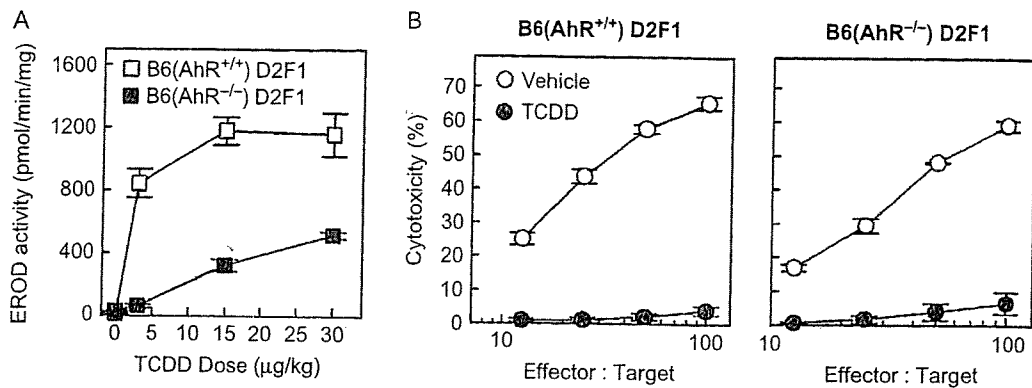 A
EROD activity (pmol/min/mg)
1600
1200
800
400
0
B6(AhR+/+) D2F1
B6(AhR−/−) D2F1
0 5 10 15 20 25 30
TCDD Dose (µg/kg)
B
B6(AhR+/+) D2F1
B6(AhR−/−) D2F1
Cytotoxicity (%)
70
60
50
40
30
20
10
0
Vehicle
TCDD
10 100
10 100
Effector : Target
Effector : Target